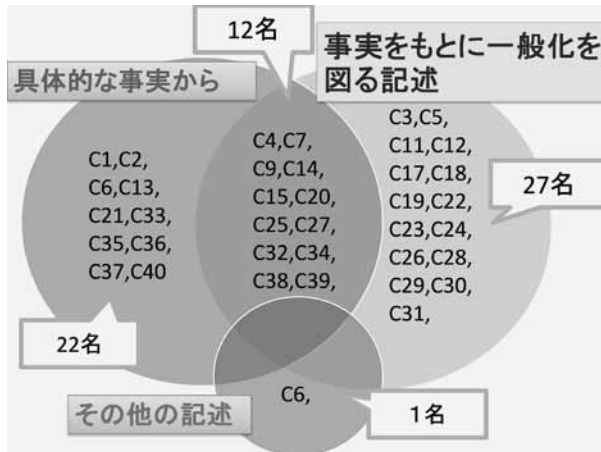 12名
事実をもとに一般化を
図る記述
具体的な事実から
C1,C2,
C6,C13,
C21,C33,
C35,C36,
C37,C40
C4,C7,
C9,C14,
C15,C20,
C25,C27,
C32,C34,
C38,C39,
C3,C5,
C11,C12,
C17,C18,
C19,C22,
C23,C24,
C26,C28,
C29,C30,
C31,
27名
22名
C6,
その他の記述
1名